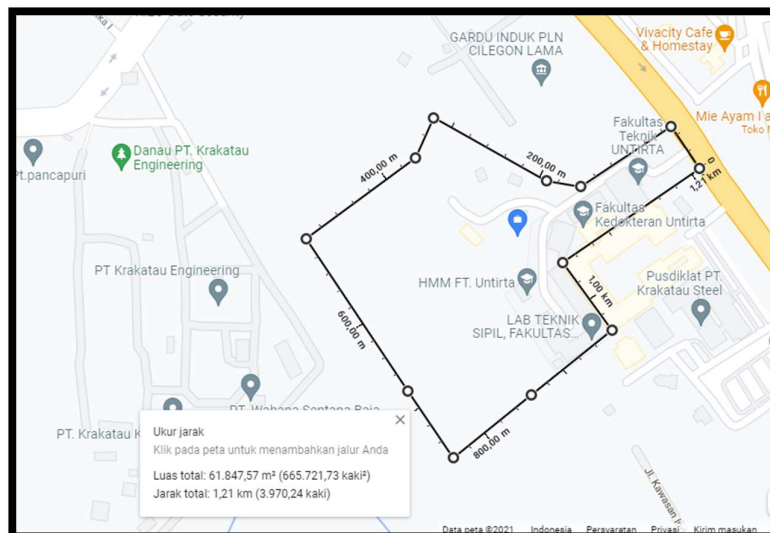 GARDU INDUK PLN
CILEGON LAMA
Vivacity Cafe
& Homestay
Mie Ayam
Toko
Fakultas
Teknik
UNTIRTA
Danau PT. Krakatau
Engineering
Pt.pancapuri
400,00 m
200,00 m
0
1,21 km
Fakultas
Kedokteran Untirta
PT Krakatau Engineering
HMM FT. Untirta
Pusdiklat PT.
Krakatau Steel
1,00 km
600,00 m
LAB TEKNIK
SIPIL, FAKULTAS...
PT. Wahana Sentana Baja
PT. Krakatau
800,00 m
Ukur jarak
Klik pada peta untuk menambahkan jalur Anda
Luas total: 61.847,57 m² (665.721,73 kaki²)
Jarak total: 1,21 km (3.970,24 kaki)
Jl. Kawasan
Data peta ©2021 Indonesia Persyaratan Privasi Kirim masukan